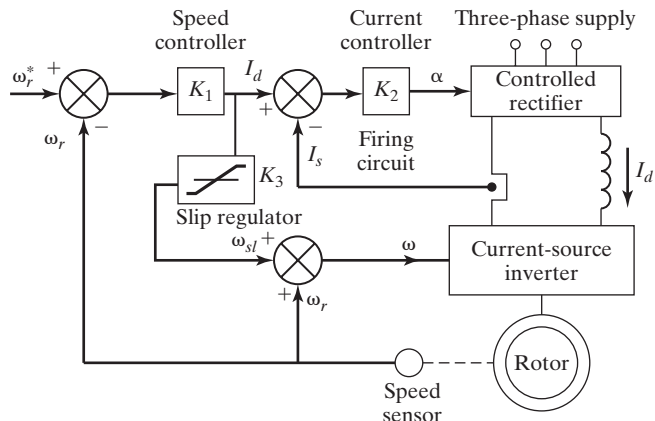 Speed
controller
Current
controller
Three-phase supply
ω*r
+
−
ωr
K1
Id
+
−
Is
K2
α
Controlled
rectifier
Firing
circuit
Id
K3
Slip regulator
ωsl
+
+
ωr
ω
Current-source
inverter
Rotor
Speed
sensor